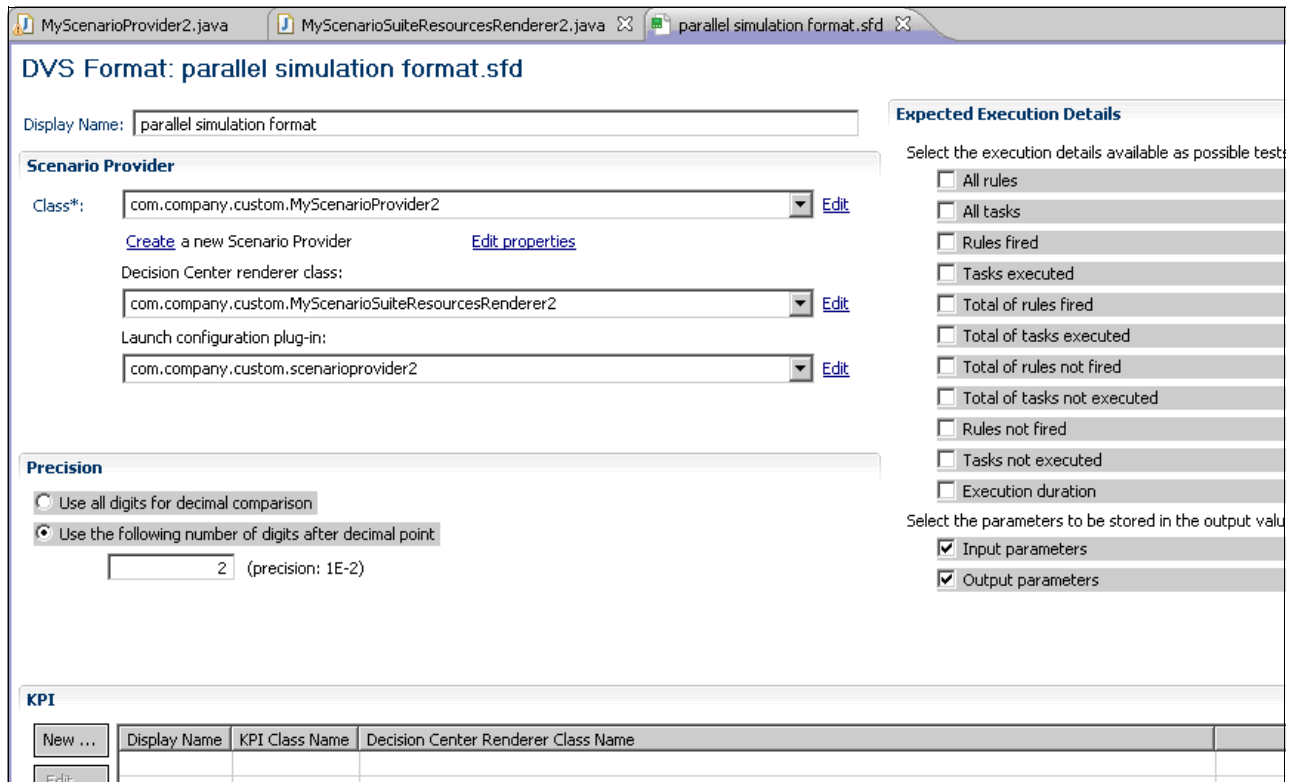 MyScenarioProvider2.java
MyScenarioSuiteResourcesRenderer2.java
parallel simulation format.sfd
DVS Format: parallel simulation format.sfd
Display Name: parallel simulation format
Scenario Provider
Class*: com.company.custom.MyScenarioProvider2 Edit
Create a new Scenario Provider Edit properties
Decision Center renderer class:
com.company.custom.MyScenarioSuiteResourcesRenderer2 Edit
Launch configuration plug-in:
com.company.custom.scenarioprovider2 Edit
Precision
Use all digits for decimal comparison
Use the following number of digits after decimal point
2 (precision: 1E-2)
Expected Execution Details
Select the execution details available as possible tests
All rules
All tasks
Rules fired
Tasks executed
Total of rules fired
Total of tasks executed
Total of rules not fired
Total of tasks not executed
Rules not fired
Tasks not executed
Execution duration
Select the parameters to be stored in the output valu
Input parameters
Output parameters
KPI
New ... Display Name KPI Class Name Decision Center Renderer Class Name
Edit